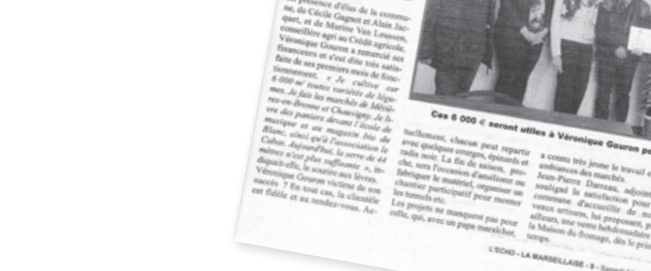 présence d'élus de la commu-
ne, de Cécile Gagnot et Alain Jac-
quet, et de Marine Van Leussen,
conseillère agri au Crédit agricole,
Véronique Gouron a remercié ses
financeurs et s'est dite très satis-
faite de ses premiers mois de fonc-
tionnement. « Je cultive sur
6 000 m² toutes variétés de légu-
mes. Je fais les marchés de Méziè-
res-en-Brenne et Chauvigny. Je li-
vre des paniers devant l'école de
musique et au magasin bio du
Blanc, ainsi qu'à l'association le
Cabas. Aujourd'hui, la serre de 44
mètres n'est plus suffisante », in-
diquait-elle, le sourire aux lèvres.
Véronique Gouron victime de son
succès ? En tout cas, la clientèle
est fidèle et au rendez-vous. Ac-
Ces 6 000 € seront utiles à Véronique Gouron
tuellement, chacun peut repartir
avec quelques courges, épinards et
radis noir. La fin de saison, pro-
che, sera l'occasion d'améliorer ou
fabriquer le matériel, organiser un
chantier participatif pour monter
les tunnels etc.
Les projets ne manquent pas pour
celle, qui, avec un papa maraîcher,
a connu très jeune le travail
ambiances des marchés.
Jean-Pierre Darreau, adjoint
souligné la satisfaction pour
commune d'accueillir de
veaux artisans, lui proposant,
ailleurs, une vente hebdomadaire
la Maison du fromage, dès le
temps.
L'ECHO - LA MARSEILLAISE - 9 -